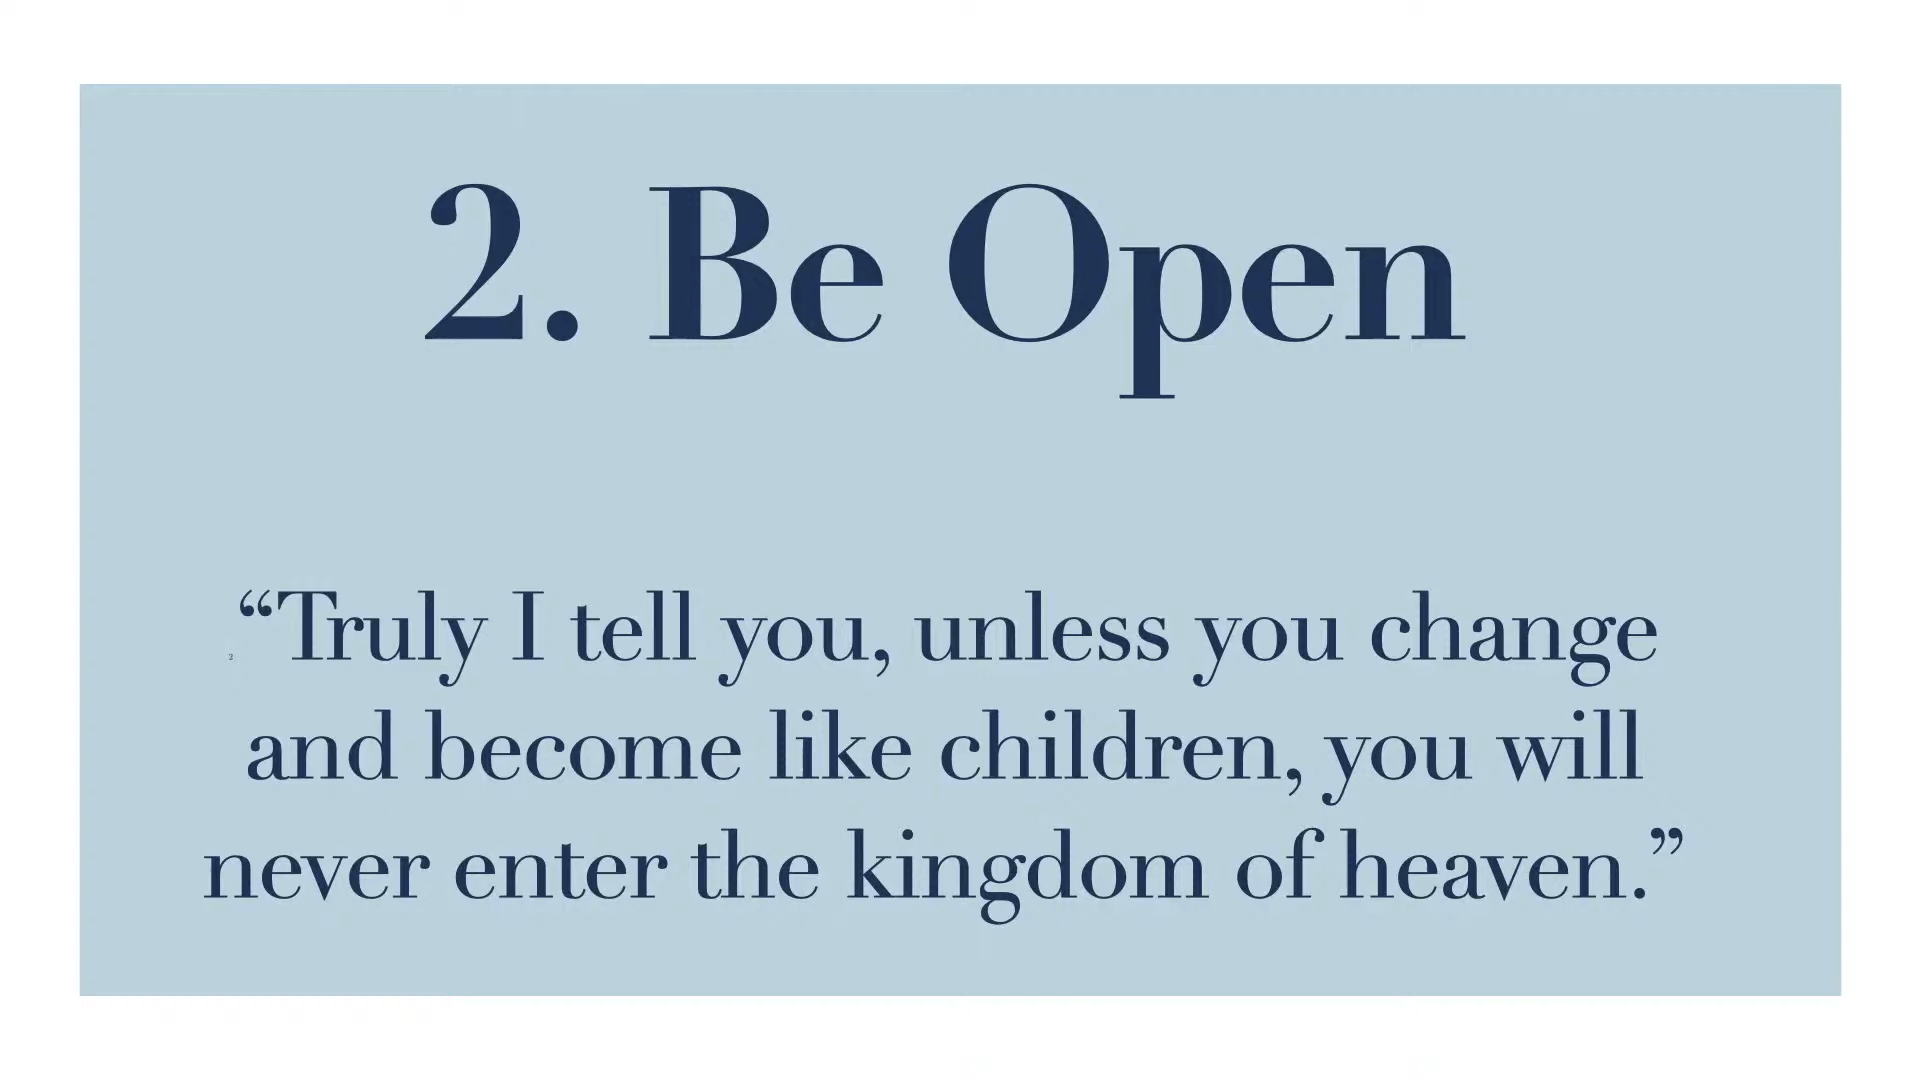 2. Be Open
“Truly I tell you, unless you change
2
and become like children, you will
never enter the kingdom of heaven.”